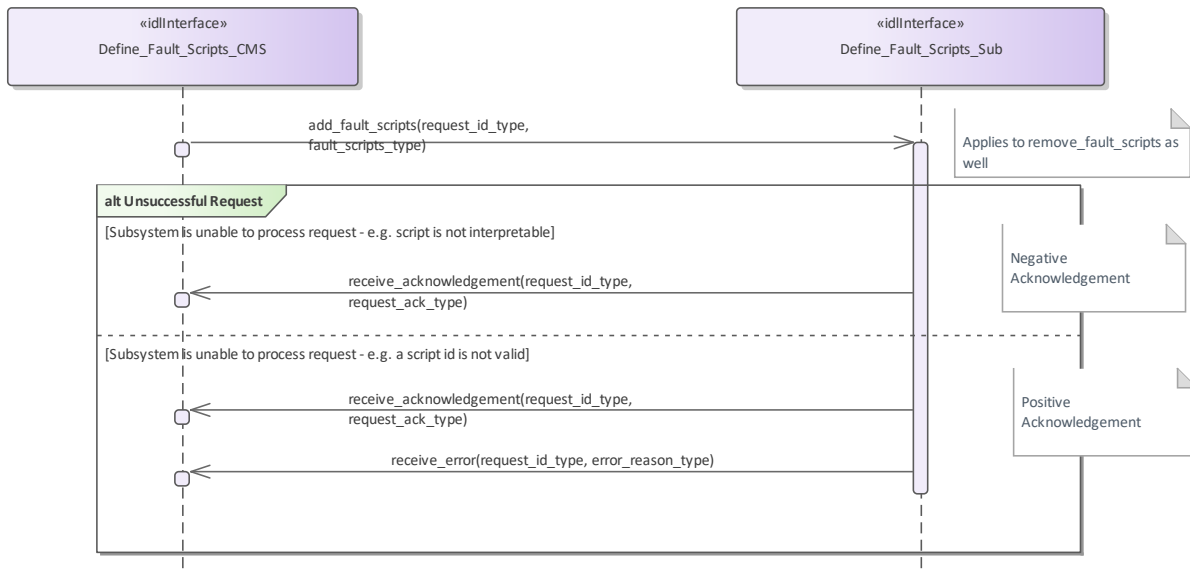 «idlInterface»
Define_Fault_Scripts_CMS
«idlInterface»
Define_Fault_Scripts_Sub
add_fault_scripts(request_id_type,
fault_scripts_type)
Applies to remove_fault_scripts as
well
alt Unsuccessful Request
[Subsystem is unable to process request - e.g. script is not interpretable]
Negative
Acknowledgement
receive_acknowledgement(request_id_type,
request_ack_type)
[Subsystem is unable to process request - e.g. a script id is not valid]
receive_acknowledgement(request_id_type,
request_ack_type)
Positive
Acknowledgement
receive_error(request_id_type, error_reason_type)